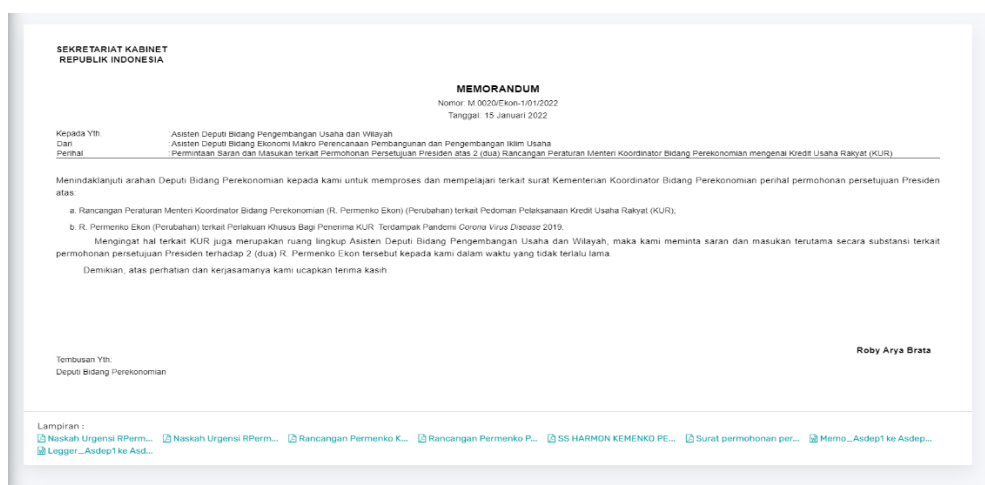 SEKRETARIAT KABINET
REPUBLIK INDONESIA
MEMORANDUM
Nomor: M.0020/Ekon-1/01/2022
Tanggal: 15 Januari 2022
Kepada Yth. : Asisten Deputi Bidang Pengembangan Usaha dan Wilayah
Dari : Asisten Deputi Bidang Ekonomi Makro Perencanaan Pembangunan dan Pengembangan Iklim Usaha
Perihal : Permintaan Saran dan Masukan terkait Permohonan Persetujuan Presiden atas 2 (dua) Rancangan Peraturan Menteri Koordinator Bidang Perekonomian mengenai Kredit Usaha Rakyat (KUR)
Menindaklanjuti arahan Deputi Bidang Perekonomian kepada kami untuk memproses dan mempelajari terkait surat Kementerian Koordinator Bidang Perekonomian perihal permohonan persetujuan Presiden
atas:
a. Rancangan Peraturan Menteri Koordinator Bidang Perekonomian (R. Permenko Ekon) (Perubahan) terkait Pedoman Pelaksanaan Kredit Usaha Rakyat (KUR);
b. R. Permenko Ekon (Perubahan) terkait Perlakuan Khusus Bagi Penerima KUR Terdampak Pandemi Corona Virus Disease 2019.
Mengingat hal terkait KUR juga merupakan ruang lingkup Asisten Deputi Bidang Pengembangan Usaha dan Wilayah, maka kami meminta saran dan masukan terutama secara substansi terkait
permohonan persetujuan Presiden terhadap 2 (dua) R. Permenko Ekon tersebut kepada kami dalam waktu yang tidak terlalu lama.
Demikian, atas perhatian dan kerjasamanya kami ucapkan terima kasih.
Roby Arya Brata
Tembusan Yth:
Deputi Bidang Perekonomian
Lampiran :
Naskah Urgensi RPerm... Naskah Urgensi RPerm... Rancangan Permenko K... Rancangan Permenko P... SS HARMON KEMENKO PE... Surat permohonan per... Memo_Asdep1 ke Asdep...
Legger_Asdep1 ke Asd...